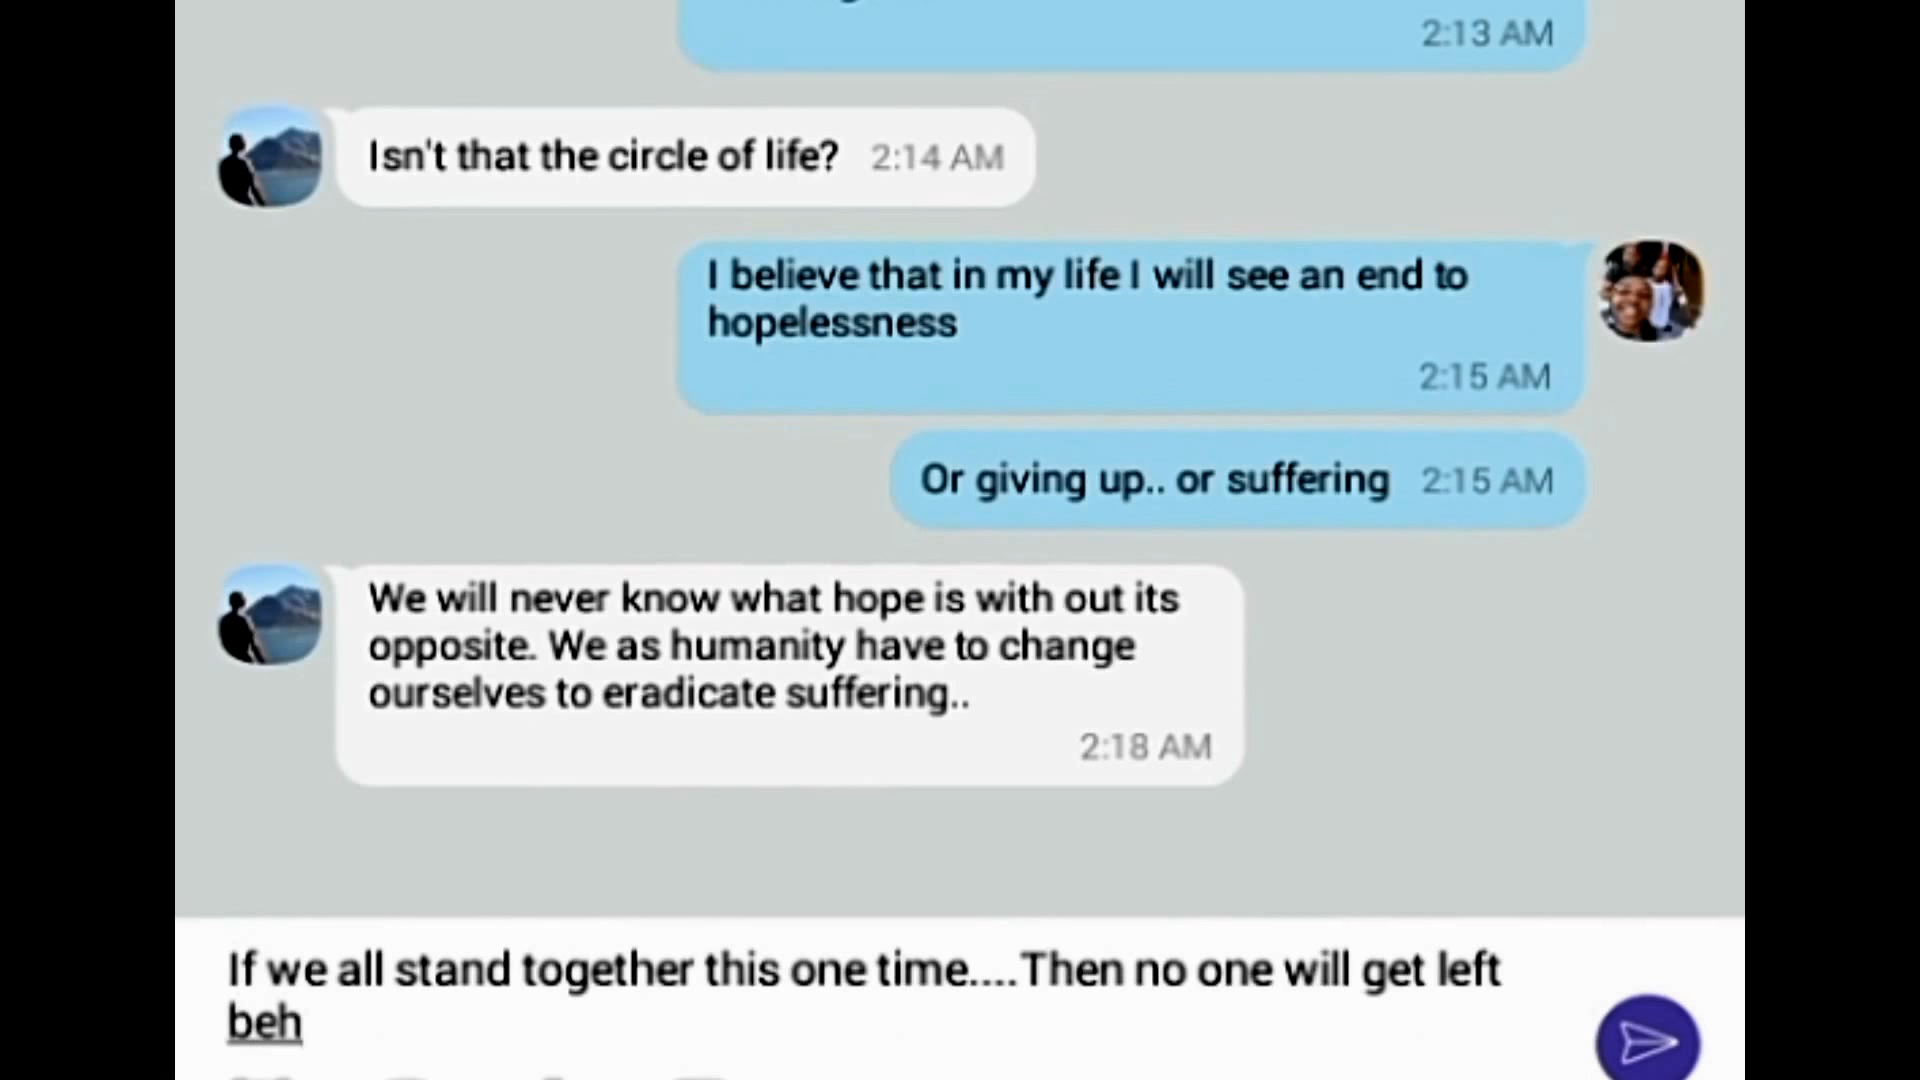 2:13 AM
Isn't that the circle of life? 2:14 AM
I believe that in my life I will see an end to
hopelessness
2:15 AM
Or giving up.. or suffering 2:15 AM
We will never know what hope is with out its
opposite. We as humanity have to change
ourselves to eradicate suffering..
2:18 AM
If we all stand together this one time....Then no one will get left
beh